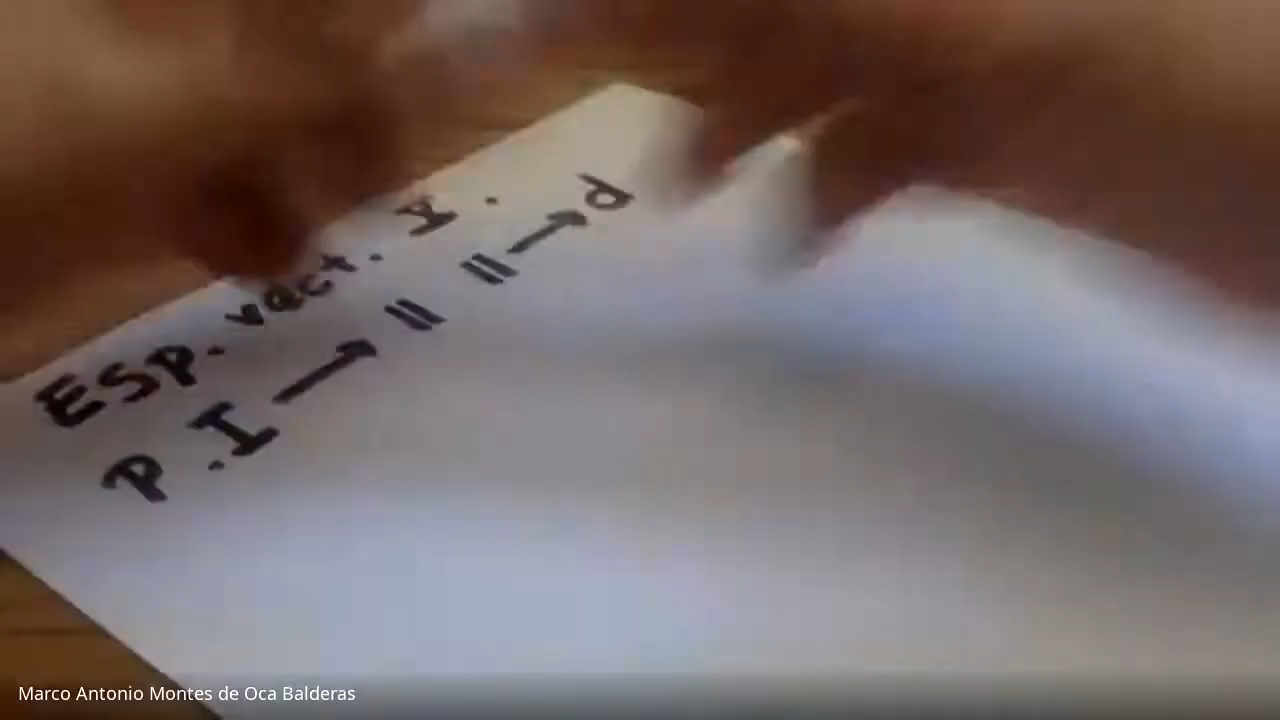 ESP. vect. I.
P.I → || || → d
Marco Antonio Montes de Oca Balderas